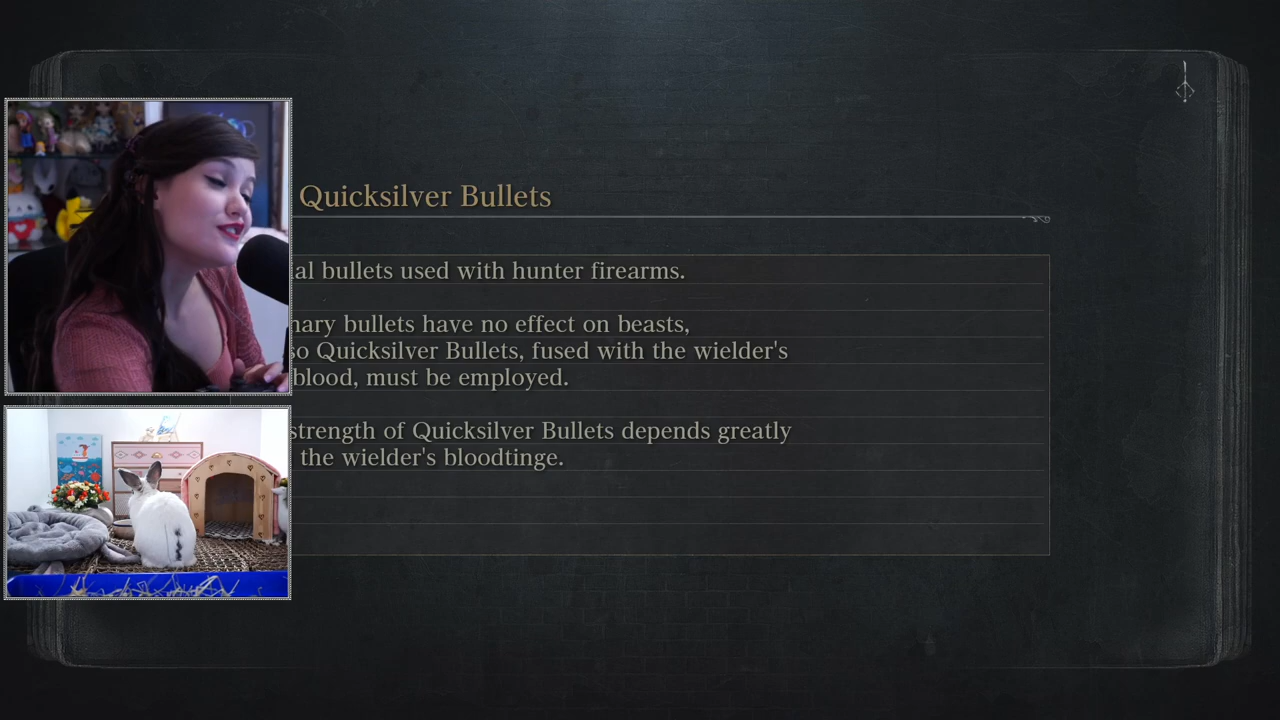 Quicksilver Bullets
al bullets used with hunter firearms.
nary bullets have no effect on beasts,
so Quicksilver Bullets, fused with the wielder's
blood, must be employed.
strength of Quicksilver Bullets depends greatly
the wielder's bloodtinge.